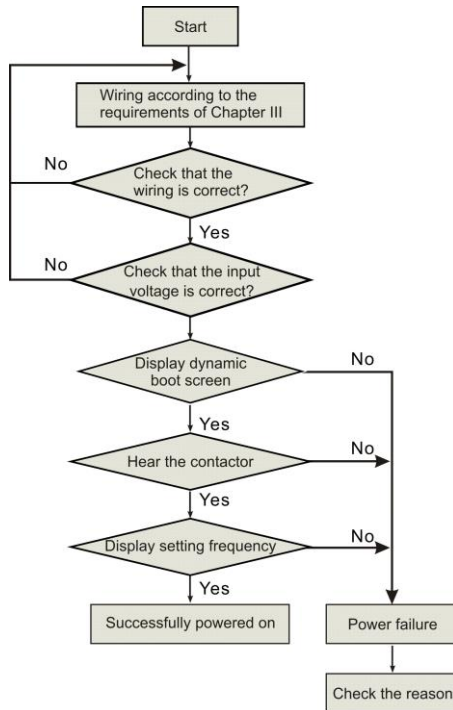 Start
Wiring according to the
requirements of Chapter III
No
Check that the
wiring is correct?
Yes
No
Check that the input
voltage is correct?
Display dynamic
boot screen
No
Yes
Hear the contactor
No
Yes
Display setting frequency
No
Yes
Successfully powered on
Power failure
Check the reason